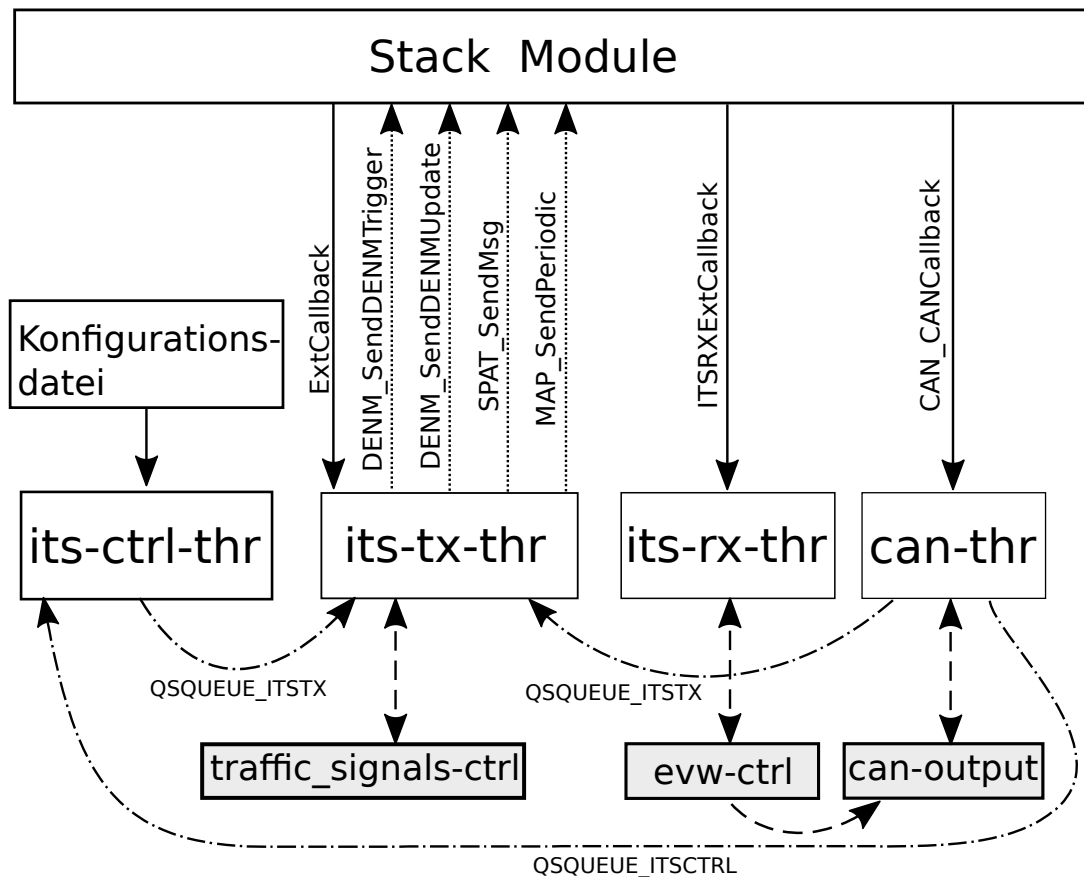 Stack Module
ExtCallback
DENM_SendDENMTrigger
DENM_SendDENMUpdate
SPAT_SendMsg
MAP_SendPeriodic
ITSRXExtCallback
CAN_CANCallback
Konfigurations-
datei
its-ctrl-thr
its-tx-thr
its-rx-thr
can-thr
QSQUEUE_ITSTX
QSQUEUE_ITSTX
traffic_signals-ctrl
evw-ctrl
can-output
QSQUEUE_ITSCTRL